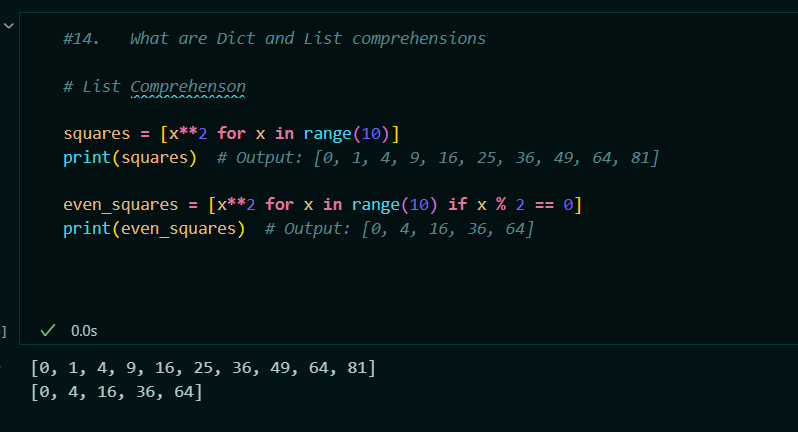 #14.   What are Dict and List comprehensions
# List Comprehenson
squares = [x**2 for x in range(10)]
print(squares)  # Output: [0, 1, 4, 9, 16, 25, 36, 49, 64, 81]
even_squares = [x**2 for x in range(10) if x % 2 == 0]
print(even_squares)  # Output: [0, 4, 16, 36, 64]
] 0.0s
[0, 1, 4, 9, 16, 25, 36, 49, 64, 81]
[0, 4, 16, 36, 64]